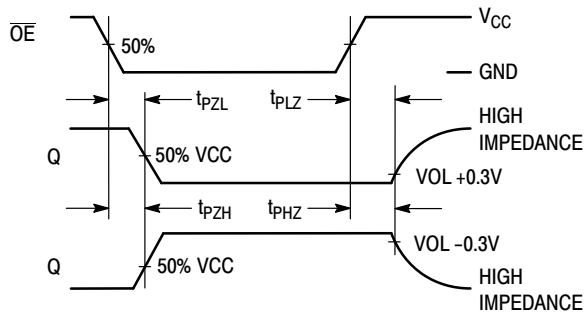 OE
50%
VCC
GND
tPZL
tPLZ
HIGH
IMPEDANCE
Q
50% VCC
VOL +0.3V
tPZH
tPHZ
VOL −0.3V
Q
50% VCC
HIGH
IMPEDANCE